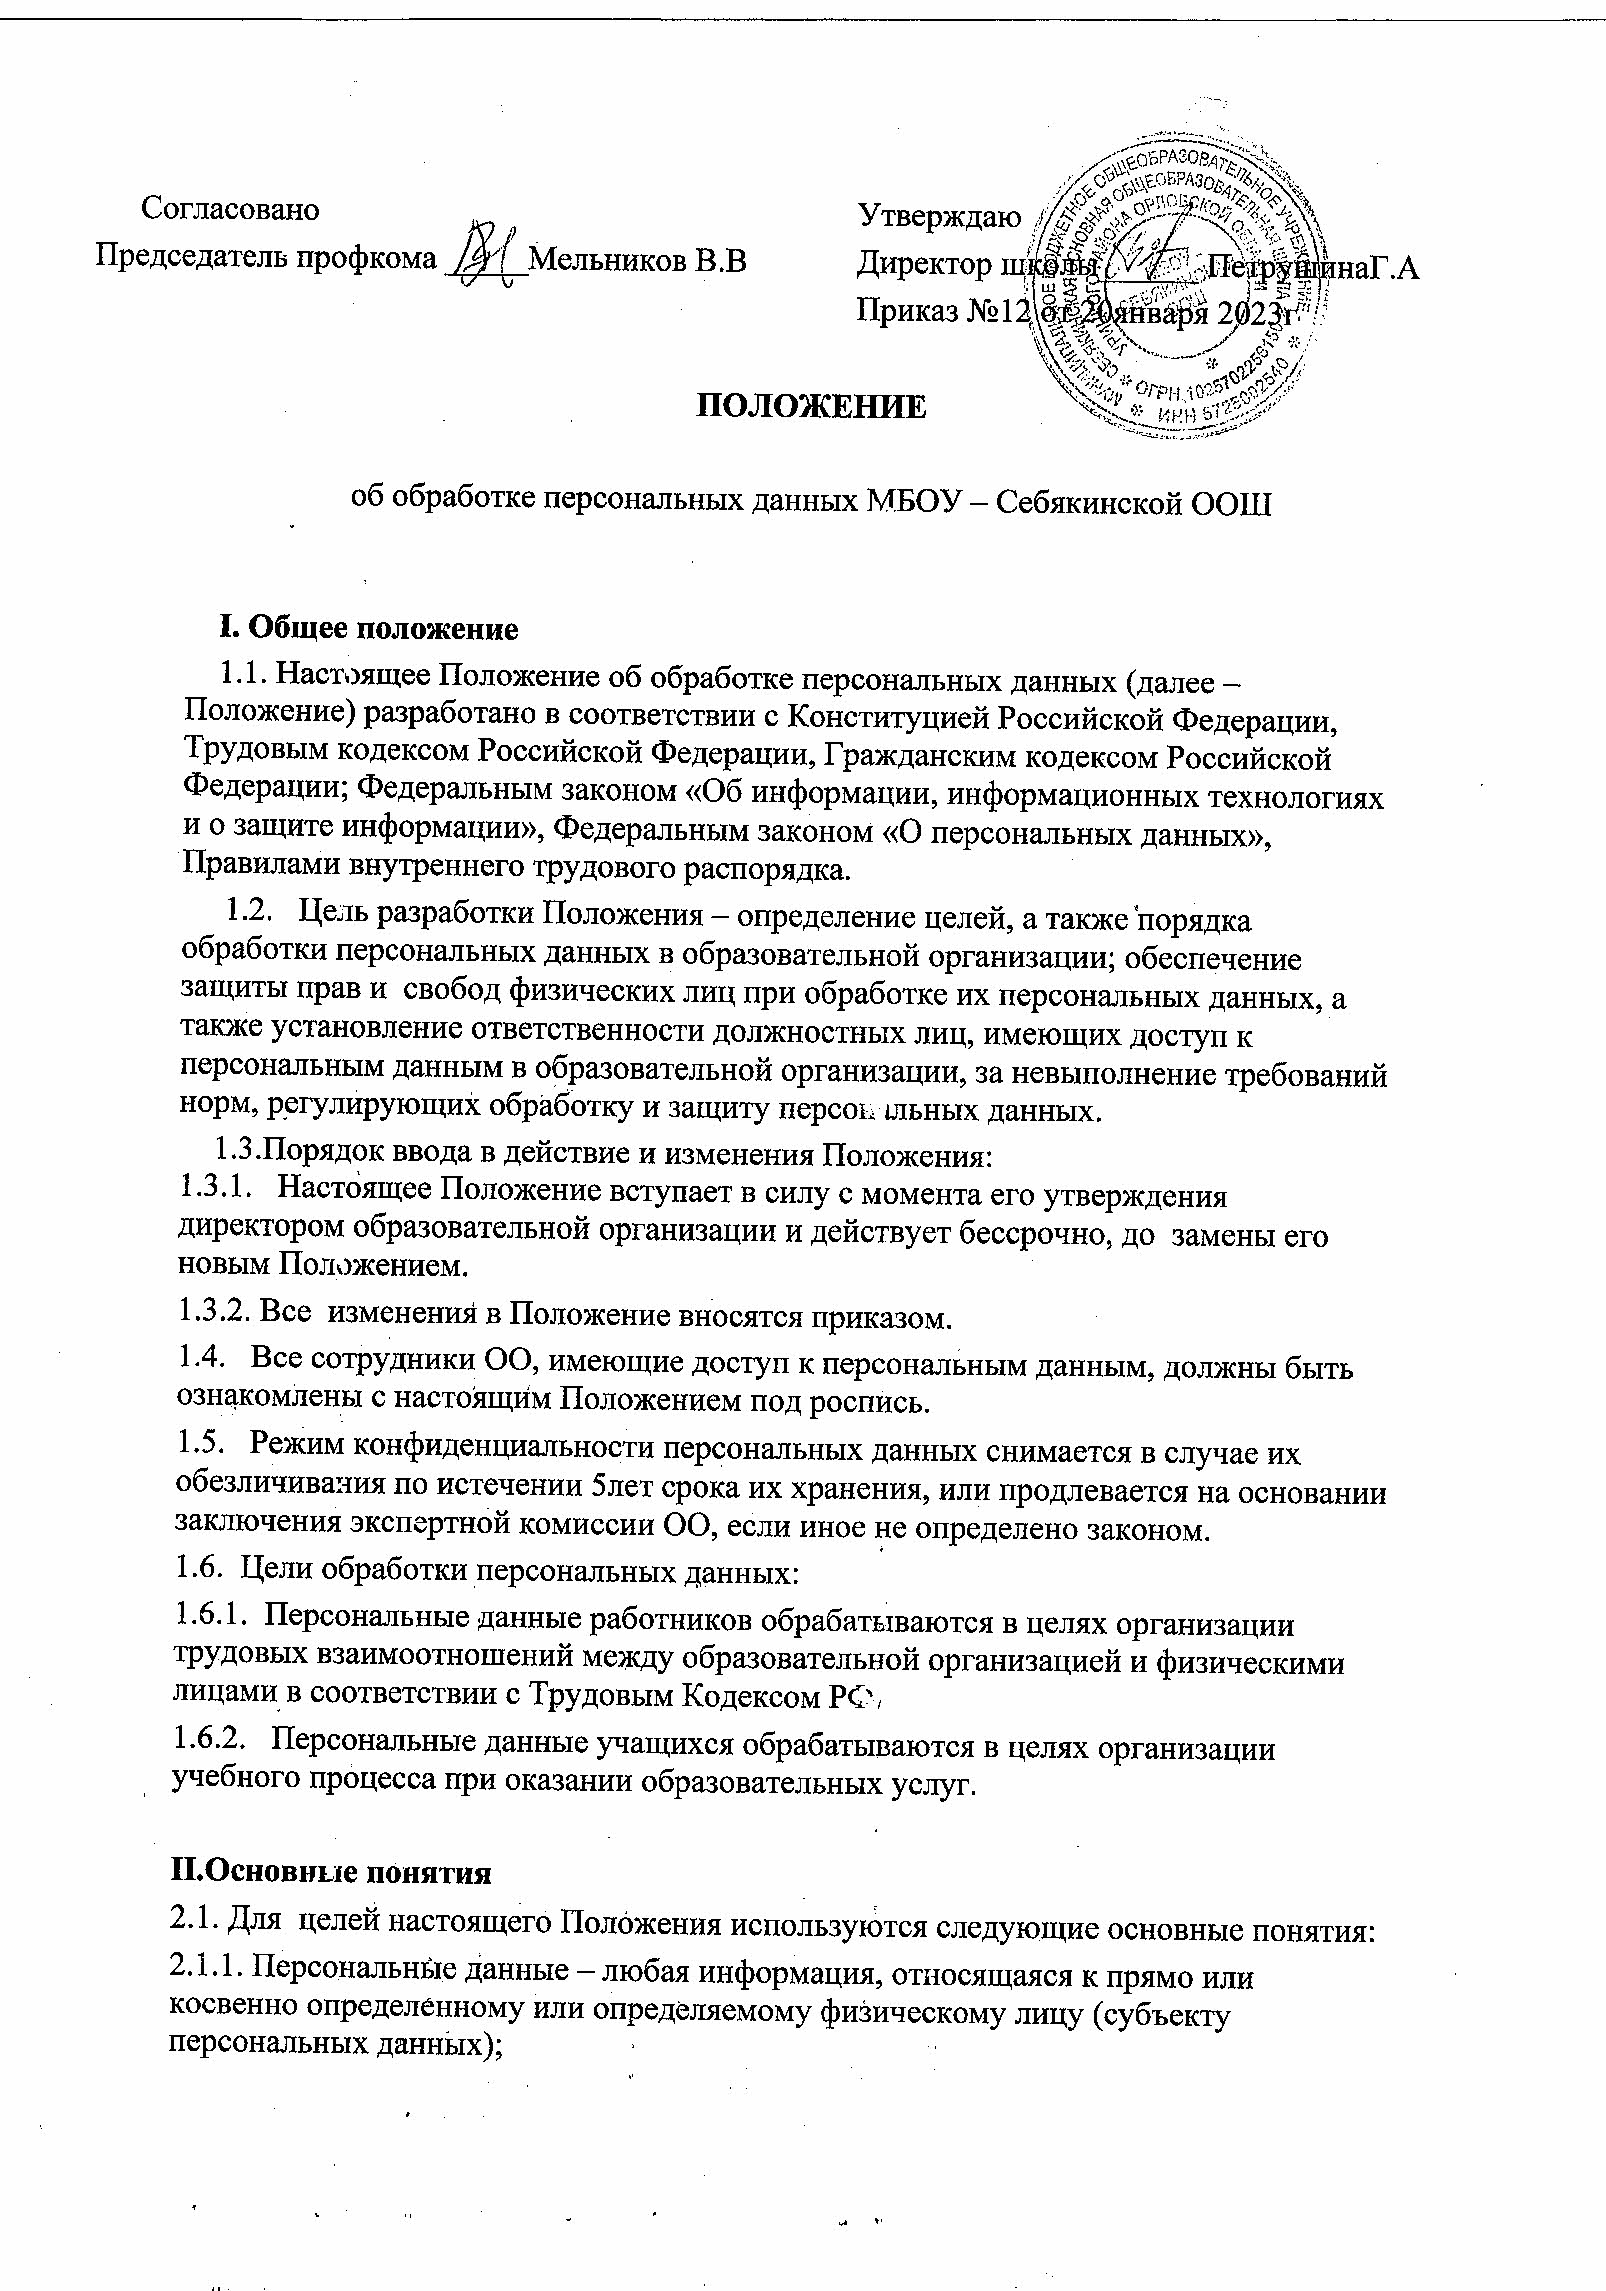 Согласовано
Председатель профкома ______ Мельников В.В
Утверждаю
Директор школы ______ ПетрушинаГ.А
Приказ №12 от 20января 2023г
ОГРН 1025702256150
ИНН 5725002540
ПОЛОЖЕНИЕ
об обработке персональных данных МБОУ – Себякинской ООШ
I. Общее положение
1.1. Настоящее Положение об обработке персональных данных (далее –
Положение) разработано в соответствии с Конституцией Российской Федерации,
Трудовым кодексом Российской Федерации, Гражданским кодексом Российской
Федерации; Федеральным законом «Об информации, информационных технологиях
и о защите информации», Федеральным законом «О персональных данных»,
Правилами внутреннего трудового распорядка.
1.2. Цель разработки Положения – определение целей, а также порядка
обработки персональных данных в образовательной организации; обеспечение
защиты прав и свобод физических лиц при обработке их персональных данных, а
также установление ответственности должностных лиц, имеющих доступ к
персональным данным в образовательной организации, за невыполнение требований
норм, регулирующих обработку и защиту персональных данных.
1.3.Порядок ввода в действие и изменения Положения:
1.3.1. Настоящее Положение вступает в силу с момента его утверждения
директором образовательной организации и действует бессрочно, до замены его
новым Положением.
1.3.2. Все изменения в Положение вносятся приказом.
1.4. Все сотрудники ОО, имеющие доступ к персональным данным, должны быть
ознакомлены с настоящим Положением под роспись.
1.5. Режим конфиденциальности персональных данных снимается в случае их
обезличивания по истечении 5лет срока их хранения, или продлевается на основании
заключения экспертной комиссии ОО, если иное не определено законом.
1.6. Цели обработки персональных данных:
1.6.1. Персональные данные работников обрабатываются в целях организации
трудовых взаимоотношений между образовательной организацией и физическими
лицами в соответствии с Трудовым Кодексом РФ,
1.6.2. Персональные данные учащихся обрабатываются в целях организации
учебного процесса при оказании образовательных услуг.
II.Основные понятия
2.1. Для целей настоящего Положения используются следующие основные понятия:
2.1.1. Персональные данные – любая информация, относящаяся к прямо или
косвенно определенному или определяемому физическому лицу (субъекту
персональных данных);